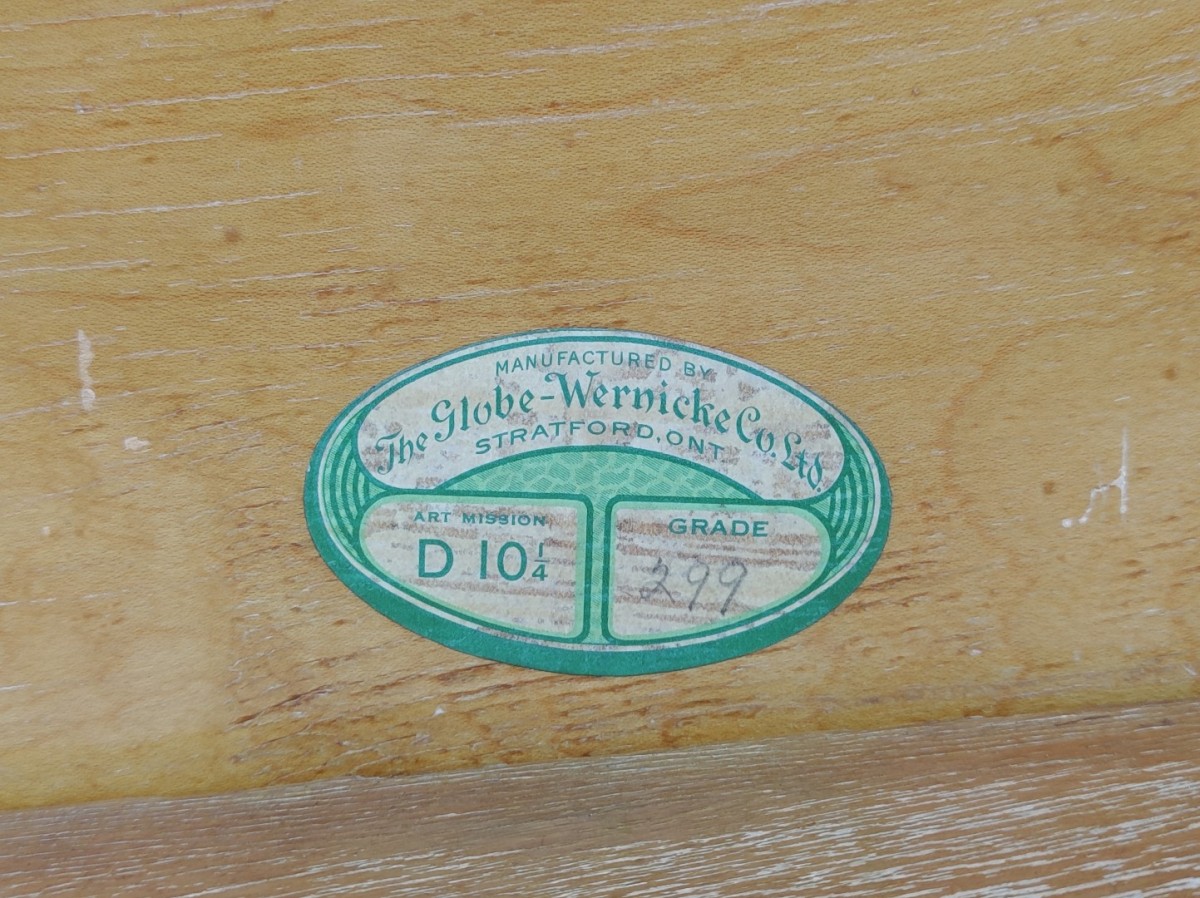 MANUFACTURED BY
The Globe-Wernicke Co. Ltd.
STRATFORD, ONT
ART MISSION
D 10 1/4
GRADE
299